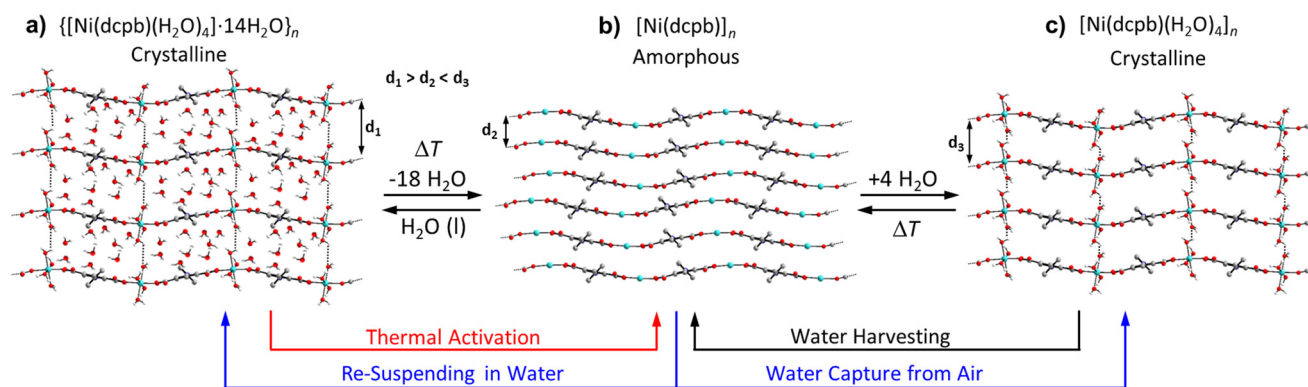 a) {[Ni(dcpb)(H₂O)₄]·14H₂O}ₙ
Crystalline
b) [Ni(dcpb)]ₙ
Amorphous
c) [Ni(dcpb)(H₂O)₄]ₙ
Crystalline
d₁ > d₂ < d₃
d₁
d₂
d₃
ΔT
-18 H₂O
H₂O (l)
+4 H₂O
ΔT
Thermal Activation
Water Harvesting
Re-Suspending in Water
Water Capture from Air